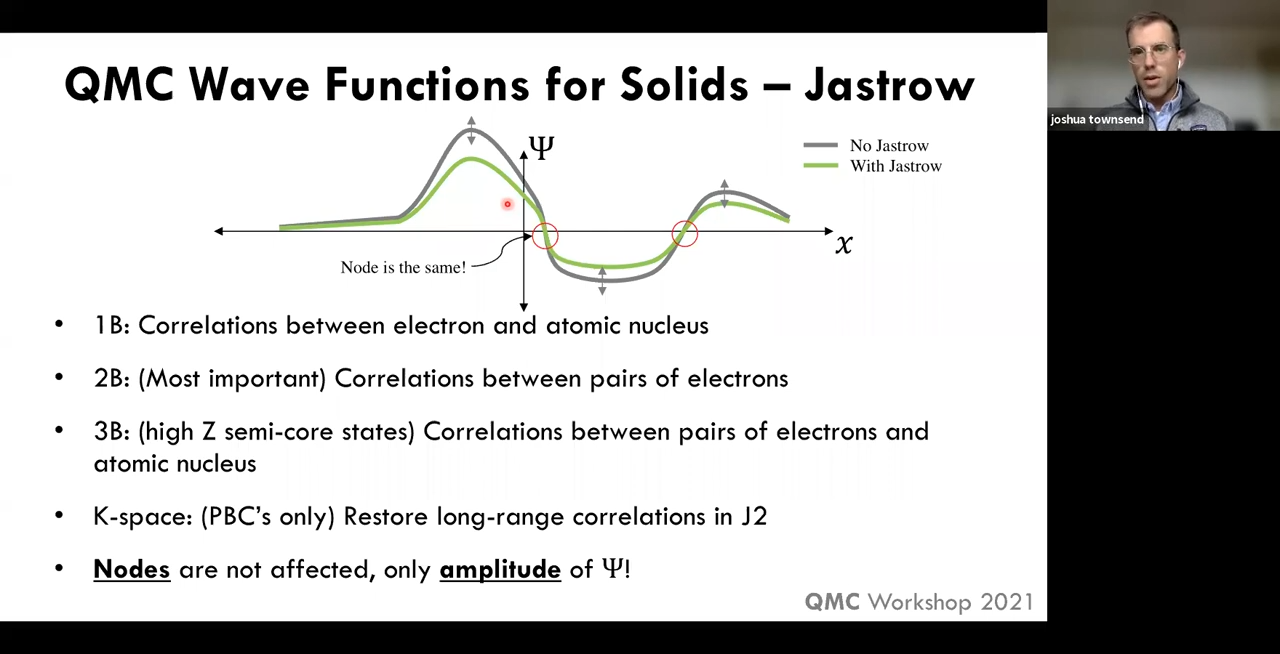 QMC Wave Functions for Solids – Jastrow
joshua townsend
Ψ
No Jastrow
With Jastrow
x
Node is the same!
• 1B: Correlations between electron and atomic nucleus
• 2B: (Most important) Correlations between pairs of electrons
• 3B: (high Z semi-core states) Correlations between pairs of electrons and
atomic nucleus
• K-space: (PBC’s only) Restore long-range correlations in J2
• Nodes are not affected, only amplitude of Ψ!
QMC Workshop 2021